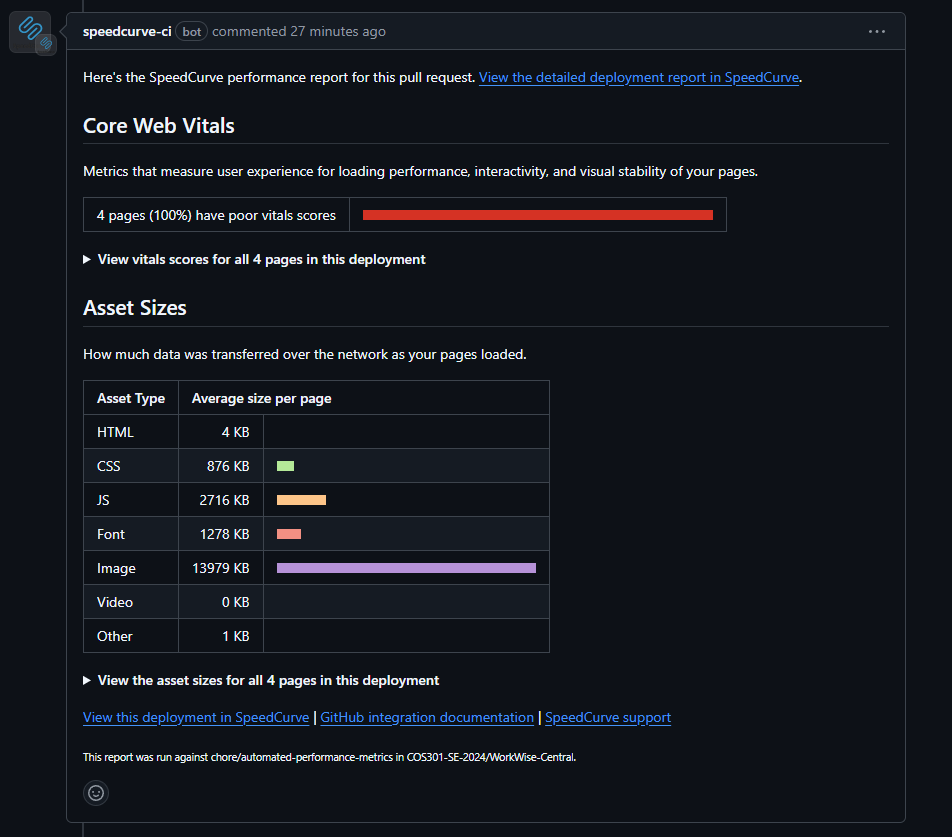 speedcurve-ci bot commented 27 minutes ago
Here's the SpeedCurve performance report for this pull request. View the detailed deployment report in SpeedCurve.
Core Web Vitals
Metrics that measure user experience for loading performance, interactivity, and visual stability of your pages.
4 pages (100%) have poor vitals scores
View vitals scores for all 4 pages in this deployment
Asset Sizes
How much data was transferred over the network as your pages loaded.
Asset Type Average size per page
HTML 4 KB
CSS 876 KB
JS 2716 KB
Font 1278 KB
Image 13979 KB
Video 0 KB
Other 1 KB
View the asset sizes for all 4 pages in this deployment
View this deployment in SpeedCurve | GitHub integration documentation | SpeedCurve support
This report was run against chore/automated-performance-metrics in COS301-SE-2024/WorkWise-Central.